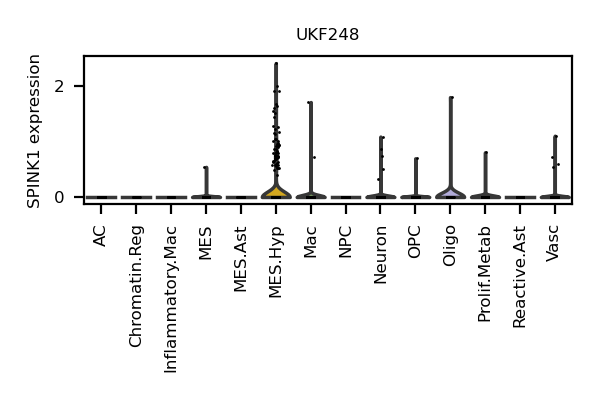 UKF248
SPINK1 expression
2
0
AC
Chromatin.Reg
Inflammatory.Mac
MES
MES.Ast
MES.Hyp
Mac
NPC
Neuron
OPC
Oligo
Prolif.Metab
Reactive.Ast
Vasc